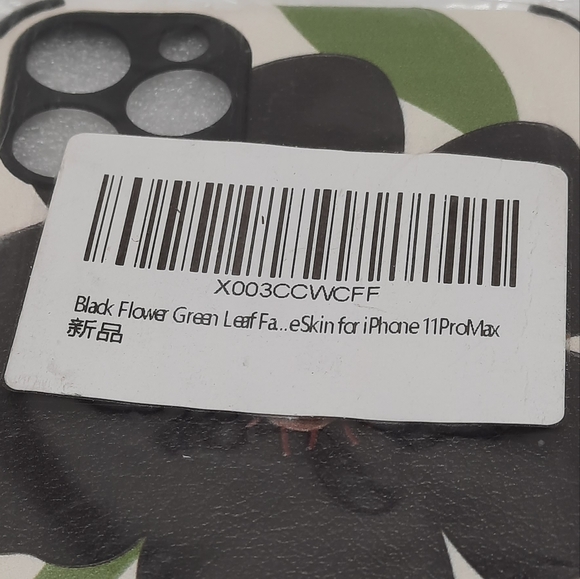 X003CCWCFF
Black Flower Green Leaf Fa...eSkin for iPhone 11ProMax
新品